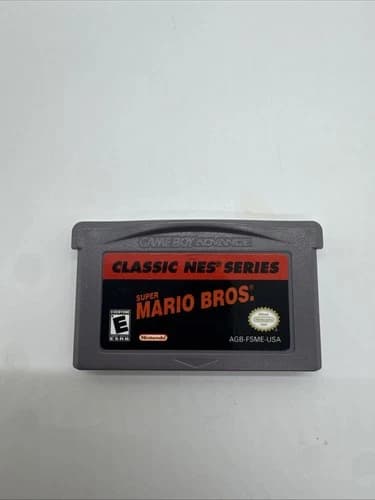 GAME BOY ADVANCE
CLASSIC NES® SERIES
SUPER
MARIO BROS.®
EVERYONE
E
ESRB
Nintendo®
AGB-FSME-USA